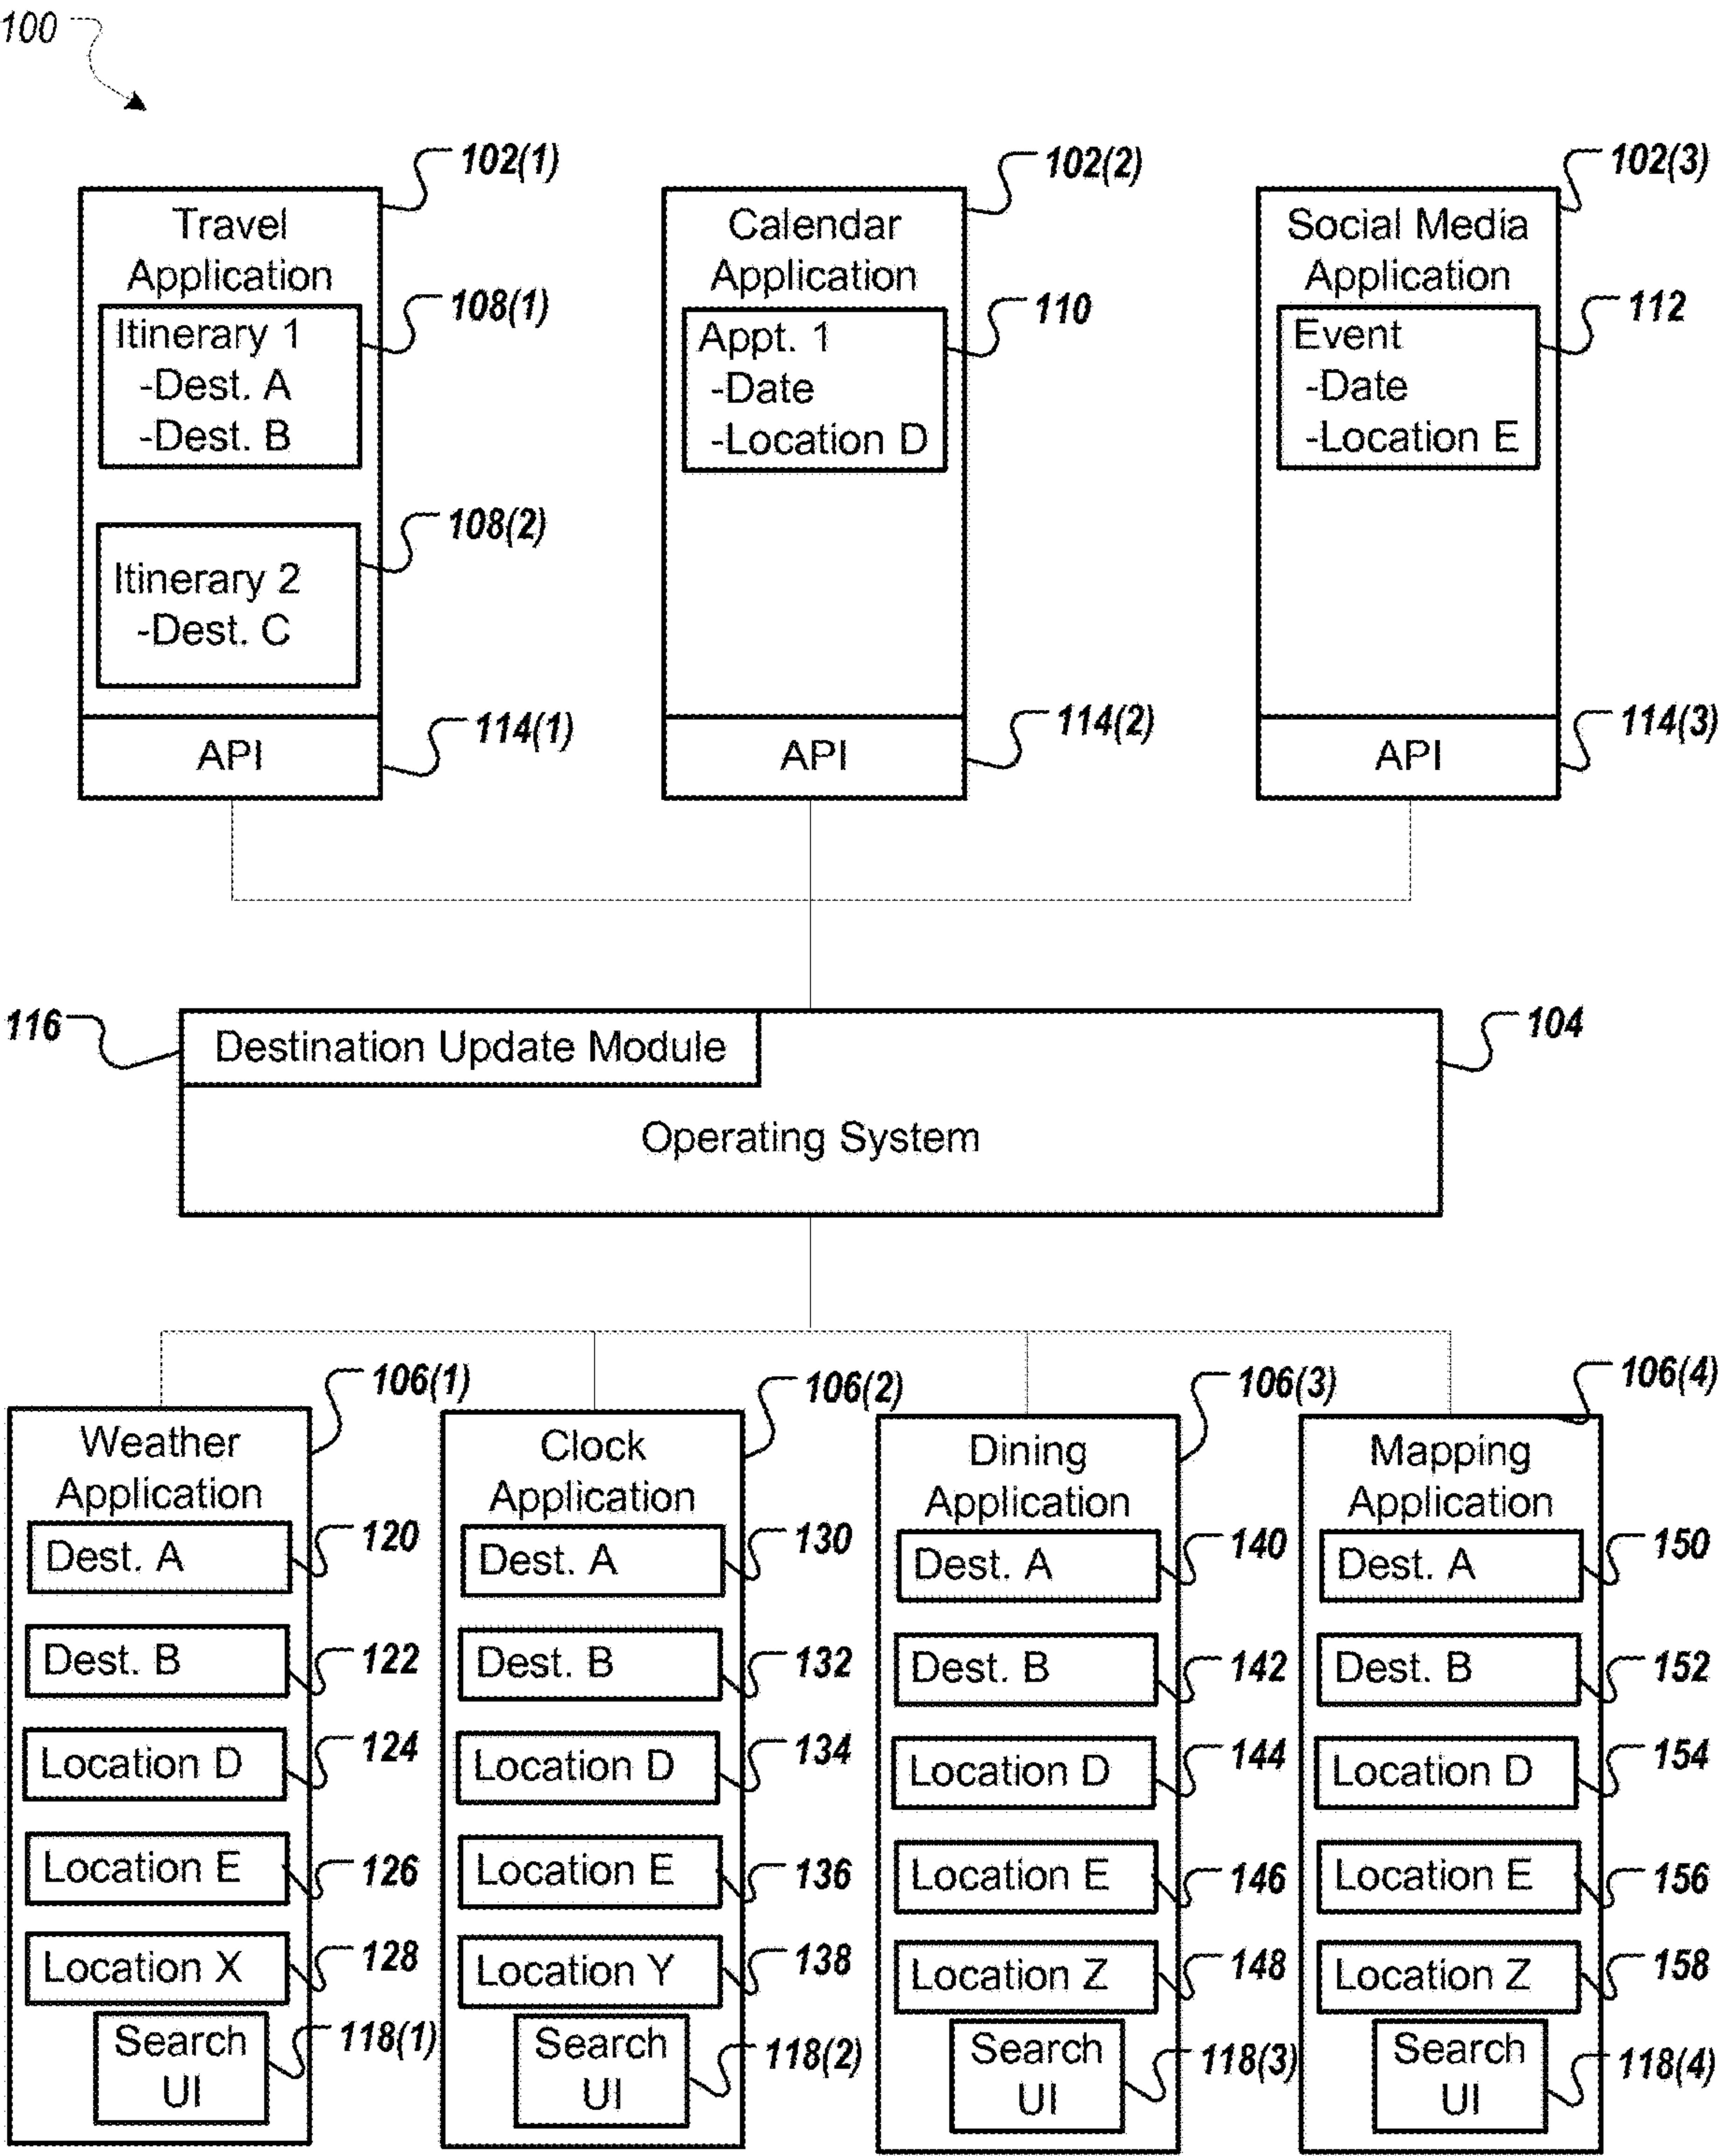 100
102(1)
Travel
Application
108(1)
Itinerary 1
-Dest. A
-Dest. B
108(2)
Itinerary 2
-Dest. C
API
114(1)
102(2)
Calendar
Application
110
Appt. 1
-Date
-Location D
API
114(2)
102(3)
Social Media
Application
112
Event
-Date
-Location E
API
114(3)
116
Destination Update Module
104
Operating System
106(1)
Weather
Application
Dest. A
120
Dest. B
122
Location D
124
Location E
126
Location X
128
Search
UI
118(1)
106(2)
Clock
Application
Dest. A
130
Dest. B
132
Location D
134
Location E
136
Location Y
138
Search
UI
118(2)
106(3)
Dining
Application
Dest. A
140
Dest. B
142
Location D
144
Location E
146
Location Z
148
Search
UI
118(3)
106(4)
Mapping
Application
Dest. A
150
Dest. B
152
Location D
154
Location E
156
Location Z
158
Search
UI
118(4)